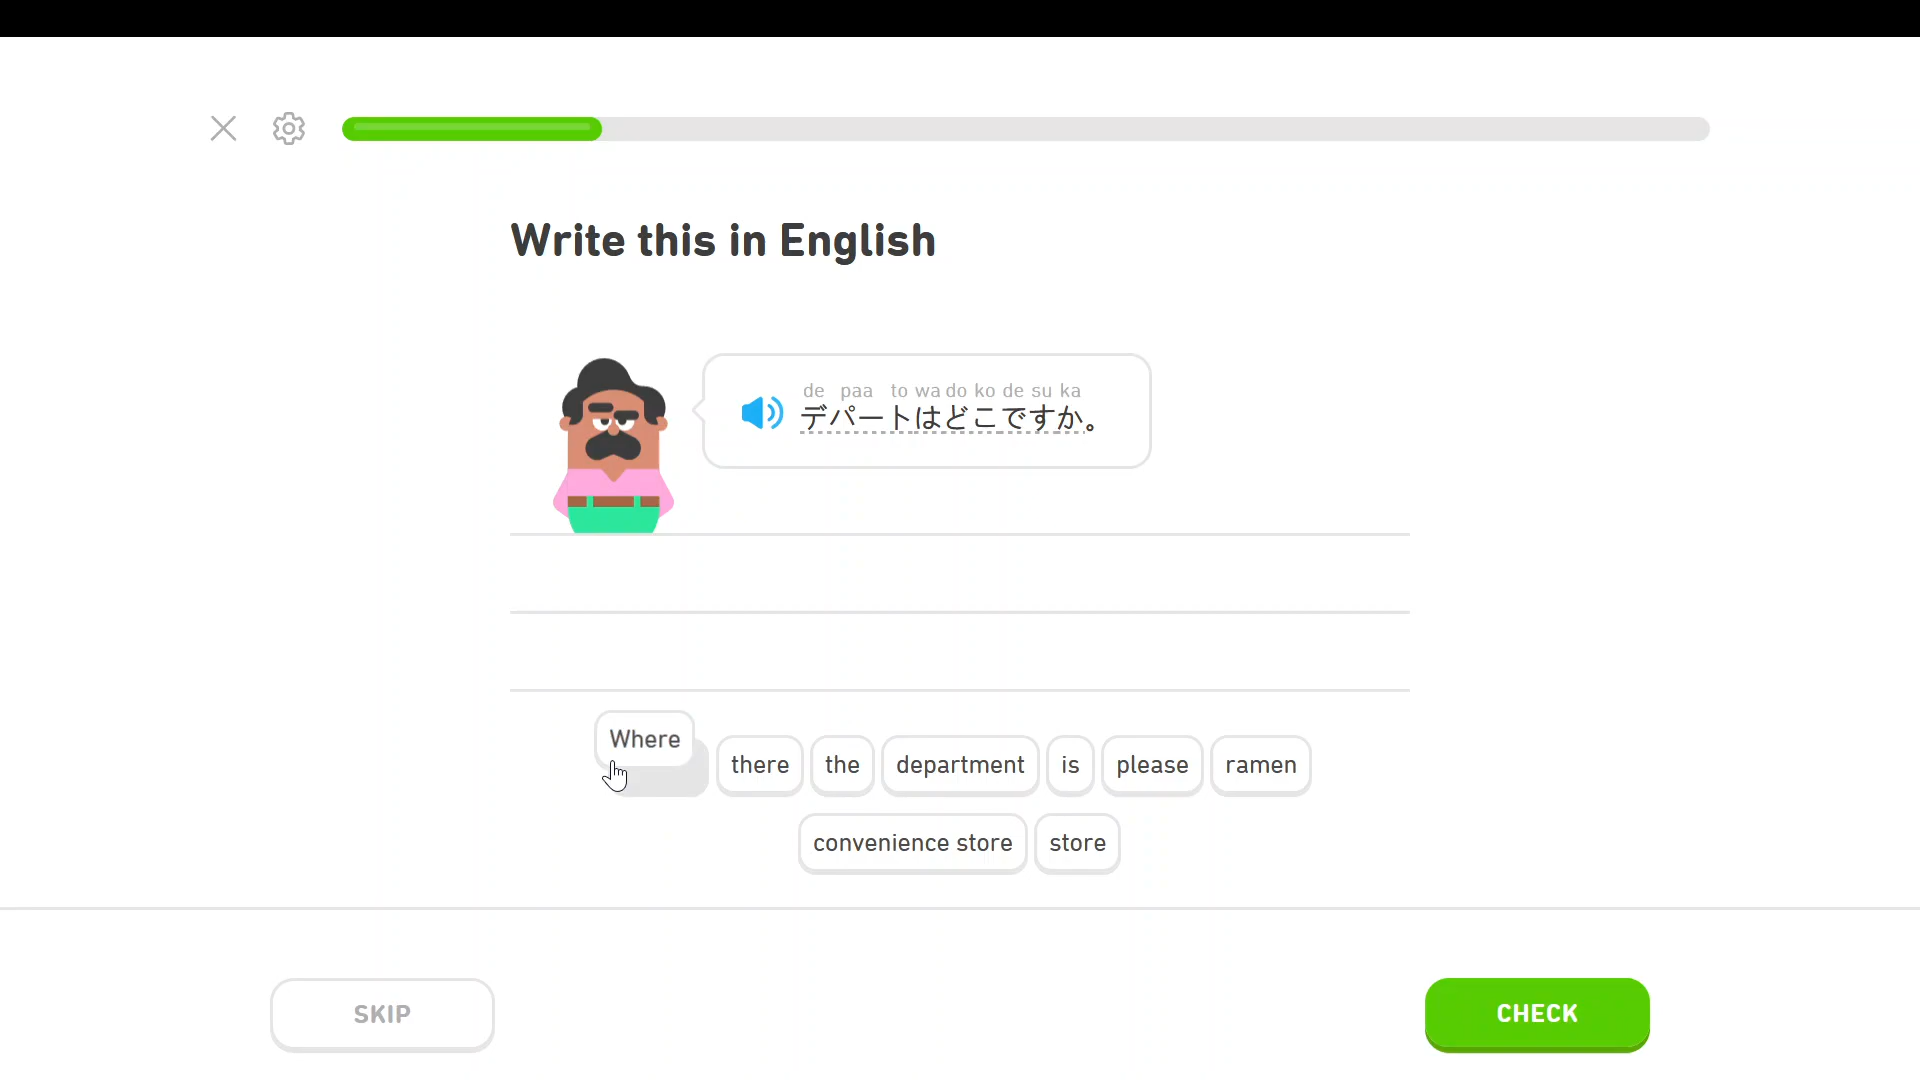 Write this in English
de paa to wa do ko de su ka
デパートはどこですか。
Where there the department is please ramen
convenience store store
SKIP CHECK